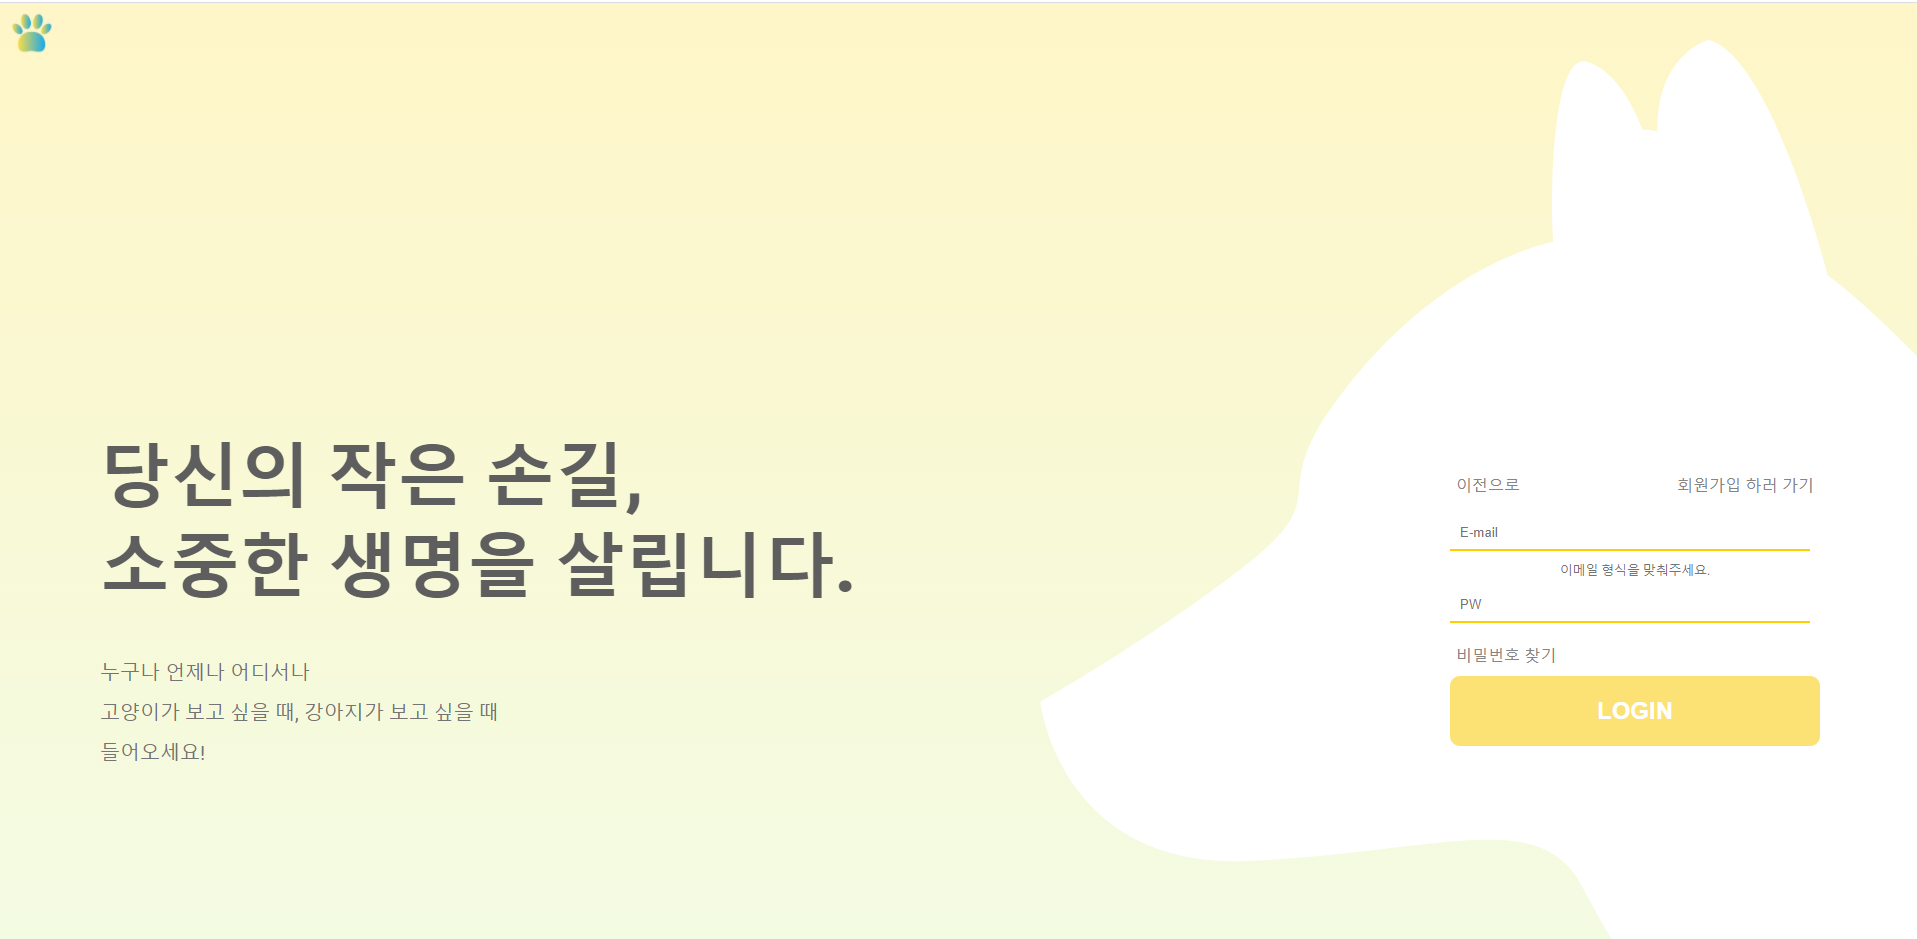 당신의 작은 손길,
소중한 생명을 살립니다.
누구나 언제나 어디서나
고양이가 보고 싶을 때, 강아지가 보고 싶을 때
들어오세요!
이전으로 회원가입 하러 가기
E-mail
이메일 형식을 맞춰주세요.
PW
비밀번호 찾기
LOGIN